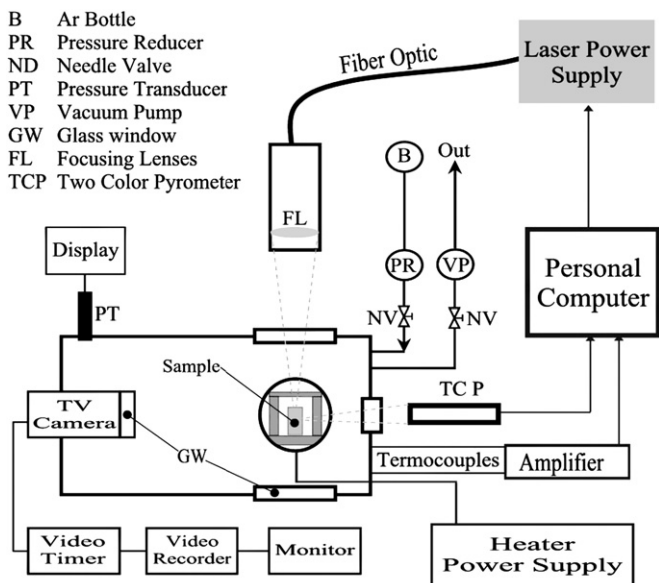 B Ar Bottle
PR Pressure Reducer
ND Needle Valve
PT Pressure Transducer
VP Vacuum Pump
GW Glass window
FL Focusing Lenses
TCP Two Color Pyrometer
Fiber Optic
Laser Power
Supply
B
Out
FL
Display
PR
VP
Personal
Computer
PT
NV
NV
Sample
TC P
TV
Camera
GW
Termocouples
Amplifier
Video
Timer
Video
Recorder
Monitor
Heater
Power Supply